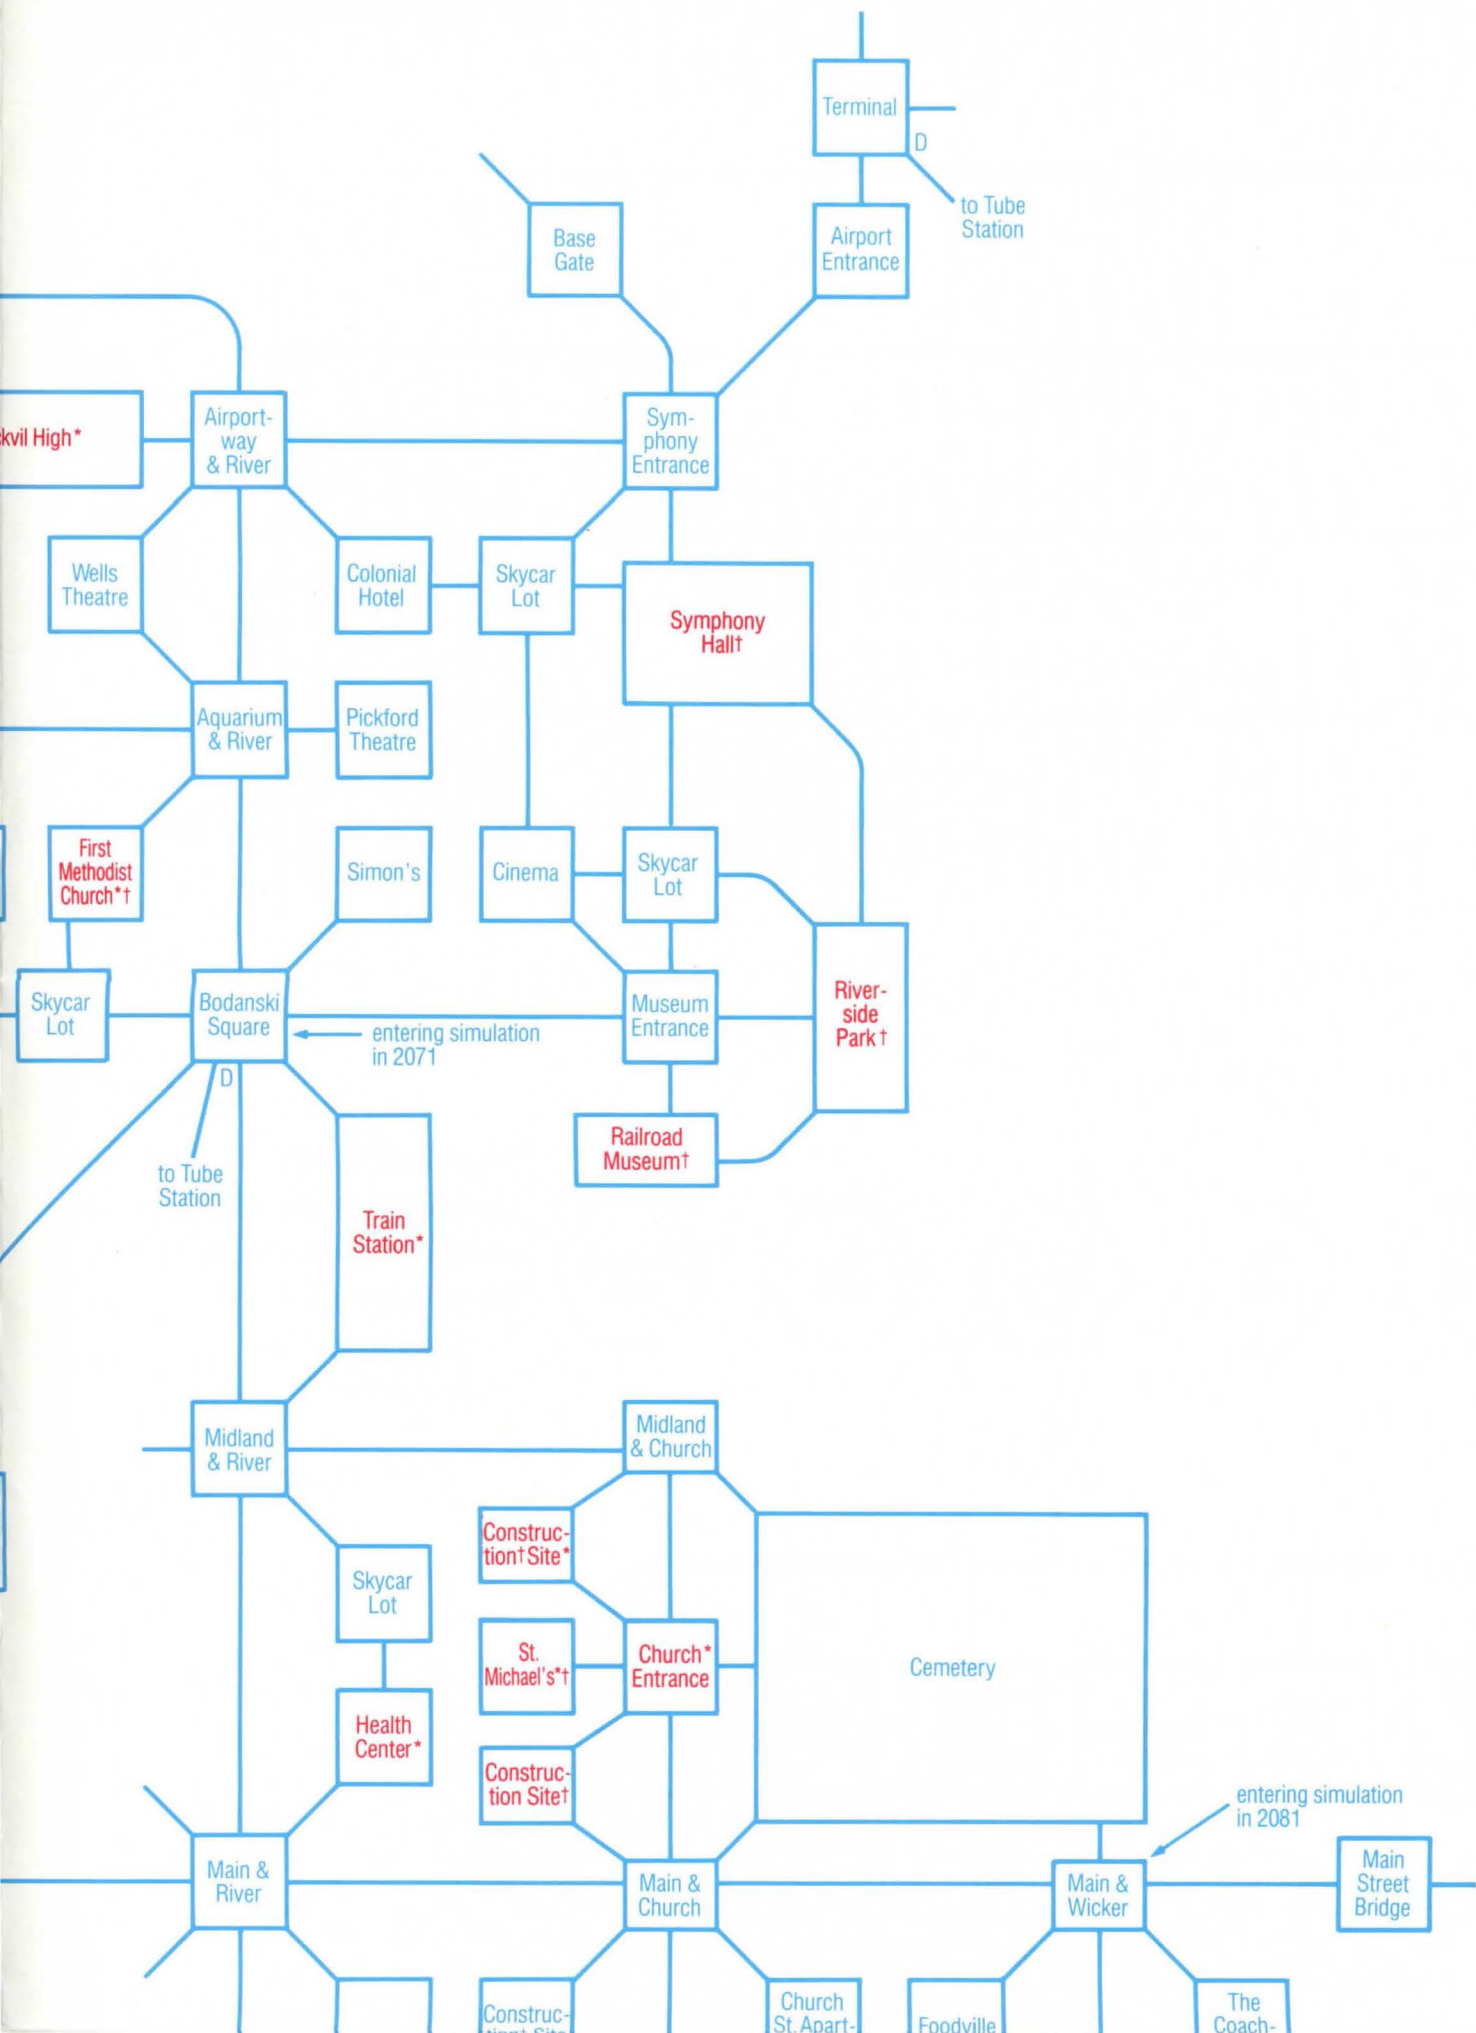 Terminal
D
to Tube
Station
Base
Gate
Airport
Entrance
kvil High*
Airport-
way
& River
Sym-
phony
Entrance
Wells
Theatre
Colonial
Hotel
Skycar
Lot
Symphony
Hall†
Aquarium
& River
Pickford
Theatre
First
Methodist
Church*†
Simon's
Cinema
Skycar
Lot
Skycar
Lot
Bodanski
Square
entering simulation
in 2071
Museum
Entrance
River-
side
Park†
D
to Tube
Station
Railroad
Museum†
Train
Station*
Midland
& River
Midland
& Church
Construc-
tion†Site*
Skycar
Lot
St.
Michael's*†
Church*
Entrance
Cemetery
Health
Center*
Construc-
tion Site†
entering simulation
in 2081
Main &
River
Main &
Church
Main &
Wicker
Main
Street
Bridge
Construc-
tion† Site
Church
St. Apart-
Foodville
The
Coach-